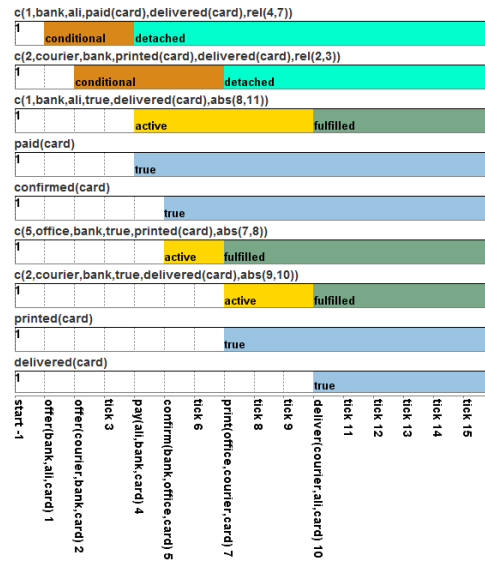 c(1,bank,ali,paid(card),delivered(card),rel(4,7))
1
conditional detached
c(2,courier,bank,printed(card),delivered(card),rel(2,3))
1
conditional detached
c(1,bank,ali,true,delivered(card),abs(8,11))
1
active fulfilled
paid(card)
1
true
confirmed(card)
1
true
c(5,office,bank,true,printed(card),abs(7,8))
1
active fulfilled
c(2,courier,bank,true,delivered(card),abs(9,10))
1
active fulfilled
printed(card)
1
true
delivered(card)
1
true
start -1
offer(bank,ali,card) 1
offer(courier,bank,card) 2
tick 3
pay(ali,bank,card) 4
confirm(bank,office,card) 5
tick 6
print(office,courier,card) 7
tick 8
tick 9
deliver(courier,ali,card) 10
tick 11
tick 12
tick 13
tick 14
tick 15